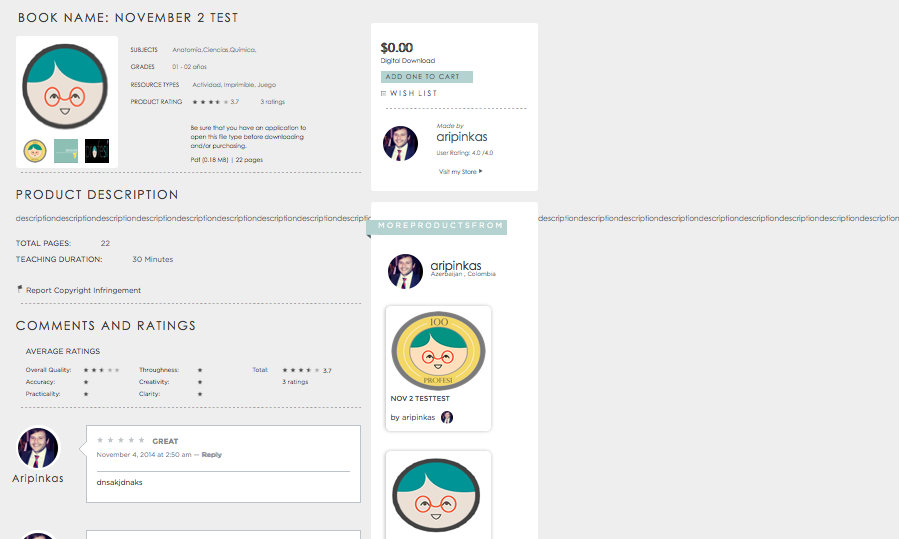 BOOK NAME: NOVEMBER 2 TEST
SUBJECTS Anatomía,Ciencias,Química,
GRADES 01 - 02 años
RESOURCE TYPES Actividad, Imprimible, Juego
PRODUCT RATING 3.7 3 ratings
Be sure that you have an application to
open this file type before downloading
and/or purchasing.
Pdf (0.18 MB) | 22 pages
$0.00
Digital Download
ADD ONE TO CART
WISH LIST
Made by
aripinkas
User Rating: 4.0 /4.0
Visit my Store
PRODUCT DESCRIPTION
descriptiondescriptiondescriptiondescriptiondescriptiondescriptiondescriptiondescriptiondescriptiondescription
descriptiondescriptiondescriptiondescriptiondescriptiondescriptiondescriptiondescriptiondescriptiondescription
TOTAL PAGES: 22
TEACHING DURATION: 30 Minutes
Report Copyright Infringement
MOREPRODUCTSFROM
aripinkas
Azerbeijan , Colombia
100
PROFESI
NOV 2 TESTTEST
by aripinkas
COMMENTS AND RATINGS
AVERAGE RATINGS
Overall Quality: Throughness: Total: 3.7
Accuracy: Creativity: 3 ratings
Practicality: Clarity:
Aripinkas
GREAT
November 4, 2014 at 2:50 am — Reply
dnsakjdnaks